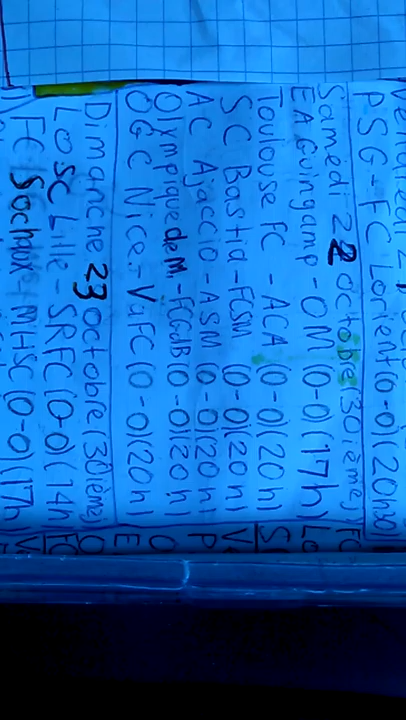 PSG-FC Lorient (0-0) (20h0
Samedi 22 octobre (30ième)
EA Guingamp-OM (0-0) (17h)
Toulouse FC -ACA (0-0) (20h)
SC Bastia-FCSM (0-0) (20h)
AC Ajaccio-ASM (0-0) (20h)
Olympique de M-FCGdB (0-0) (20h)
OGC Nice-VaFC (0-0) (20h)
Dimanche 23 octobre (30ième)
LoSC Lille-SRFC (0-0) (14h
FC Sochaux-MHSC (0-0) (17h